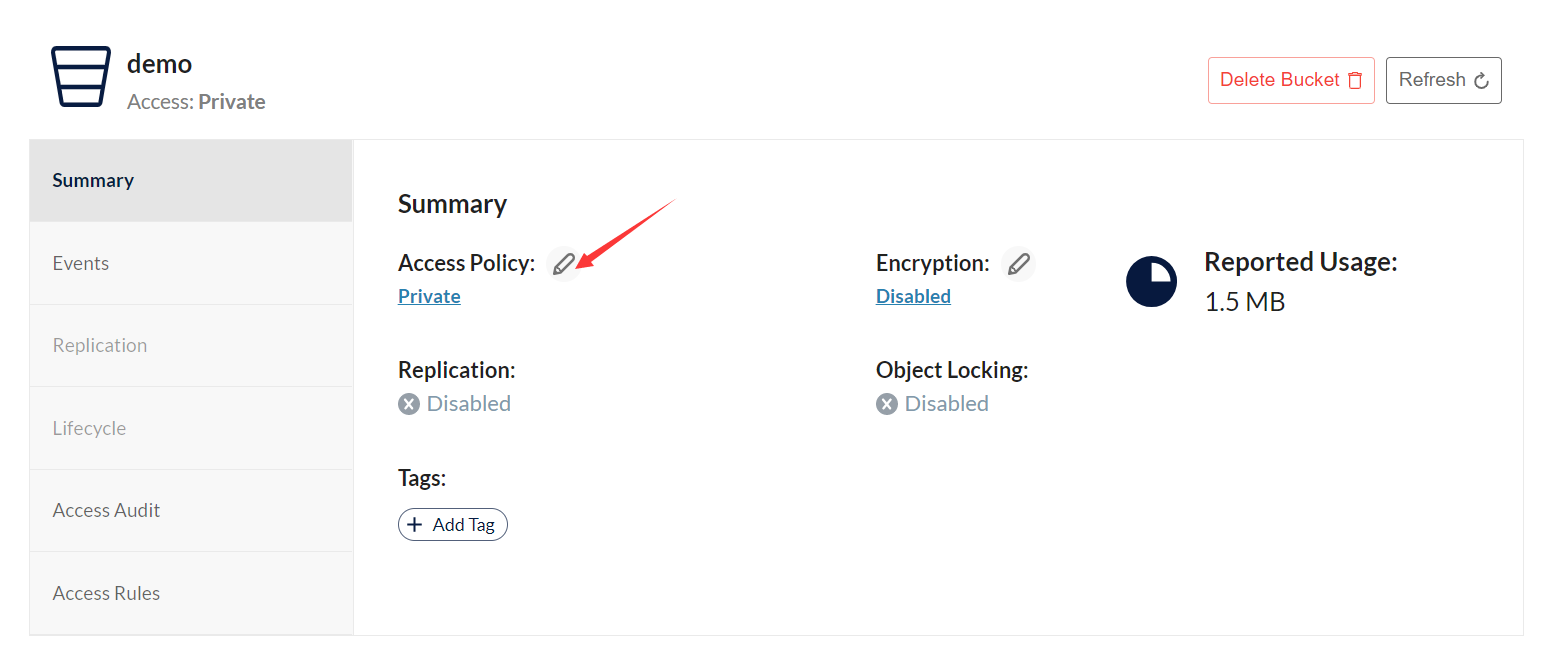 demo
Access: Private
Delete Bucket
Refresh
Summary
Events
Replication
Lifecycle
Access Audit
Access Rules
Summary
Access Policy:
Private
Encryption:
Disabled
Reported Usage:
1.5 MB
Replication:
Disabled
Object Locking:
Disabled
Tags:
+ Add Tag